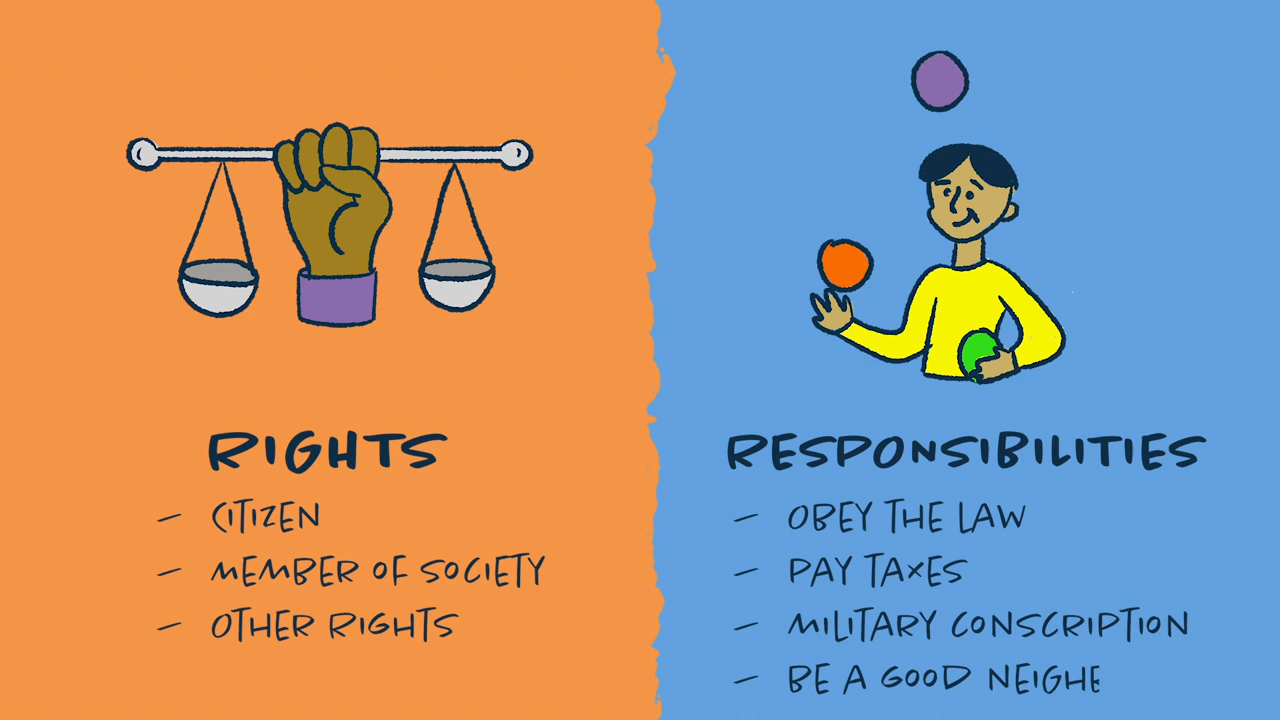 RIGHTS
- CITIZEN
- MEMBER OF SOCIETY
- OTHER RIGHTS
RESPONSIBILITIES
- OBEY THE LAW
- PAY TAXES
- MILITARY CONSCRIPTION
- BE A GOOD